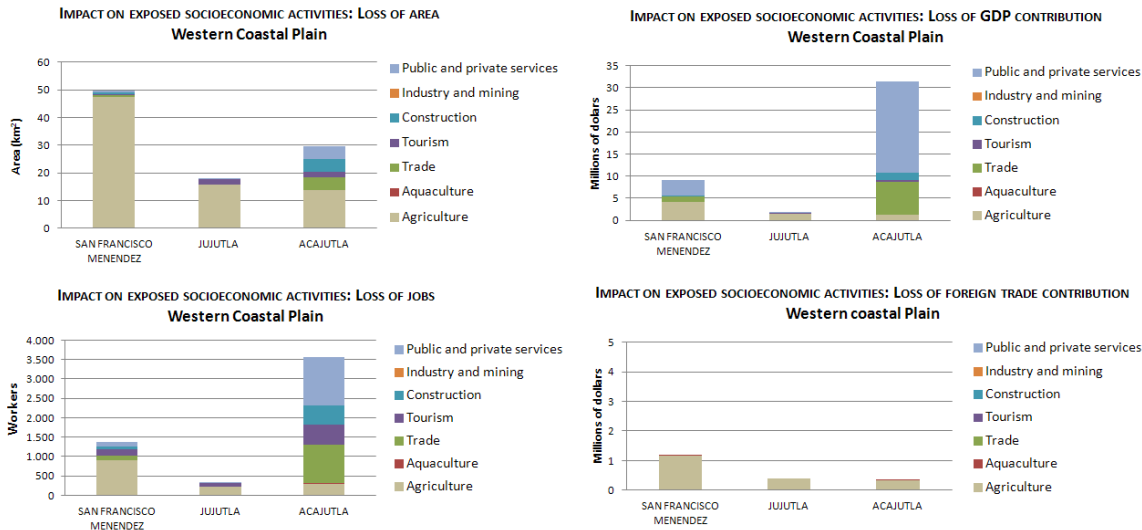 IMPACT ON EXPOSED SOCIOECONOMIC ACTIVITIES: LOSS OF AREA
Western Coastal Plain
60
50
40
30
20
10
0
Area (km²)
SAN FRANCISCO
MENENDEZ
JUJUTLA
ACAJUTLA
Public and private services
Industry and mining
Construction
Tourism
Trade
Aquaculture
Agriculture
IMPACT ON EXPOSED SOCIOECONOMIC ACTIVITIES: LOSS OF GDP CONTRIBUTION
Western Coastal Plain
35
30
25
20
15
10
5
0
Millions of dolars
SAN FRANCISCO
MENENDEZ
JUJUTLA
ACAJUTLA
Public and private services
Industry and mining
Construction
Tourism
Trade
Aquaculture
Agriculture
IMPACT ON EXPOSED SOCIOECONOMIC ACTIVITIES: LOSS OF JOBS
Western Coastal Plain
4.000
3.500
3.000
2.500
2.000
1.500
1.000
500
0
Workers
SAN FRANCISCO
MENENDEZ
JUJUTLA
ACAJUTLA
Public and private services
Industry and mining
Construction
Tourism
Trade
Aquaculture
Agriculture
IMPACT ON EXPOSED SOCIOECONOMIC ACTIVITIES: LOSS OF FOREIGN TRADE CONTRIBUTION
Western coastal Plain
5
4
3
2
1
0
Millions of dollars
SAN FRANCISCO
MENENDEZ
JUJUTLA
ACAJUTLA
Public and private services
Industry and mining
Construction
Tourism
Trade
Aquaculture
Agriculture